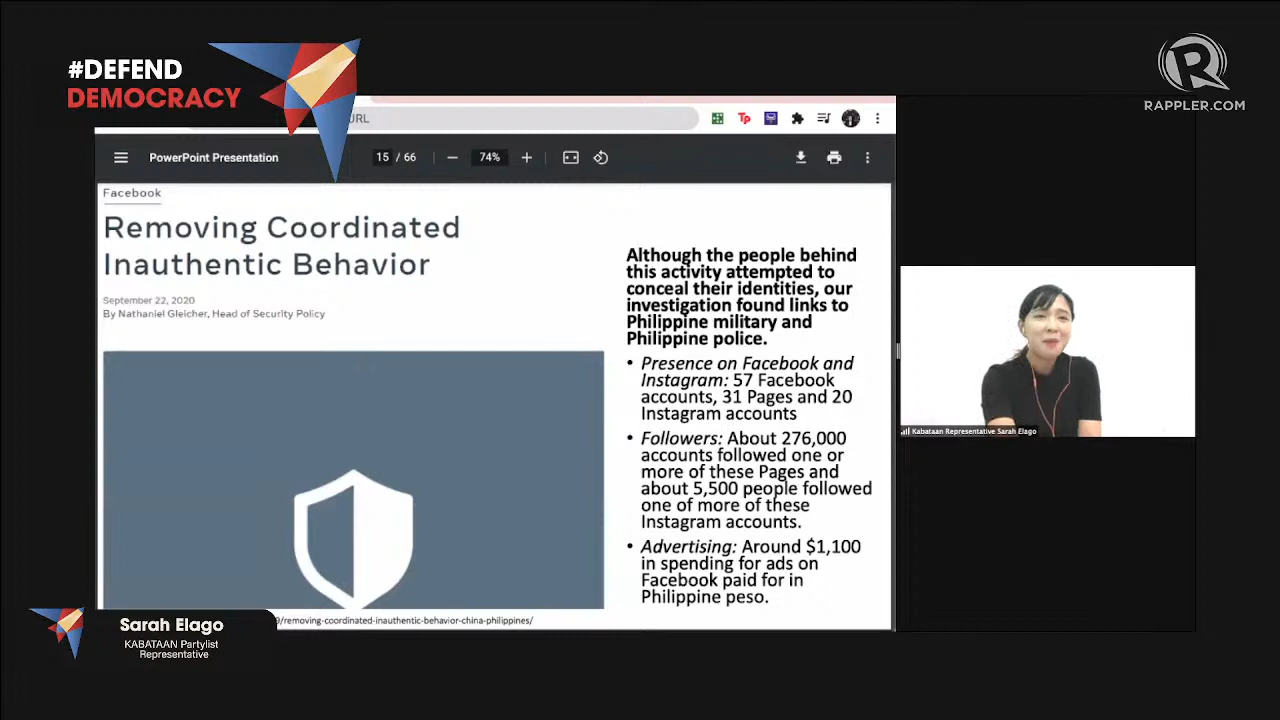 #DEFEND
DEMOCRACY
RAPPLER.COM
URL
Tp
PowerPoint Presentation
15 / 66
74%
Facebook
Removing Coordinated
Inauthentic Behavior
September 22, 2020
By Nathaniel Gleicher, Head of Security Policy
Although the people behind
this activity attempted to
conceal their identities, our
investigation found links to
Philippine military and
Philippine police.
• Presence on Facebook and
Instagram: 57 Facebook
accounts, 31 Pages and 20
Instagram accounts
• Followers: About 276,000
accounts followed one or
more of these Pages and
about 5,500 people followed
one of more of these
Instagram accounts.
• Advertising: Around $1,100
in spending for ads on
Facebook paid for in
Philippine peso.
/removing-coordinated-inauthentic-behavior-china-philippines/
Kabataan Representative Sarah Elago
Sarah Elago
KABATAAN Partylist
Representative